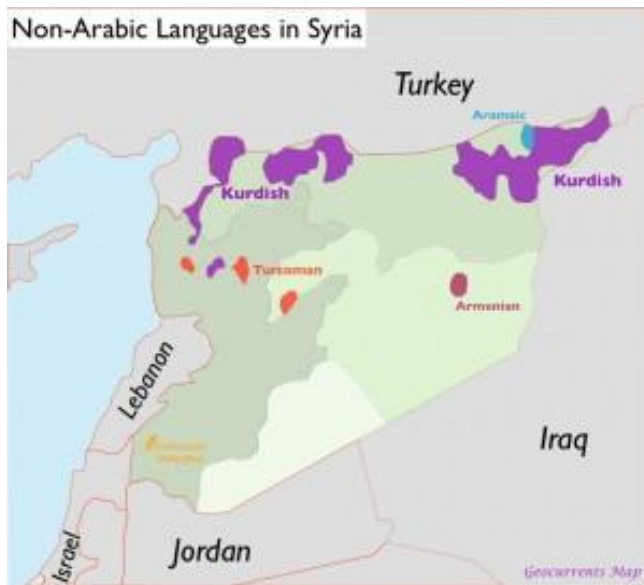 Non-Arabic Languages in Syria
Turkey
Aramaic
Kurdish
Kurdish
Turcoman
Armenian
Lebanon
Iraq
Israel
Jordan
Geocurrents Map